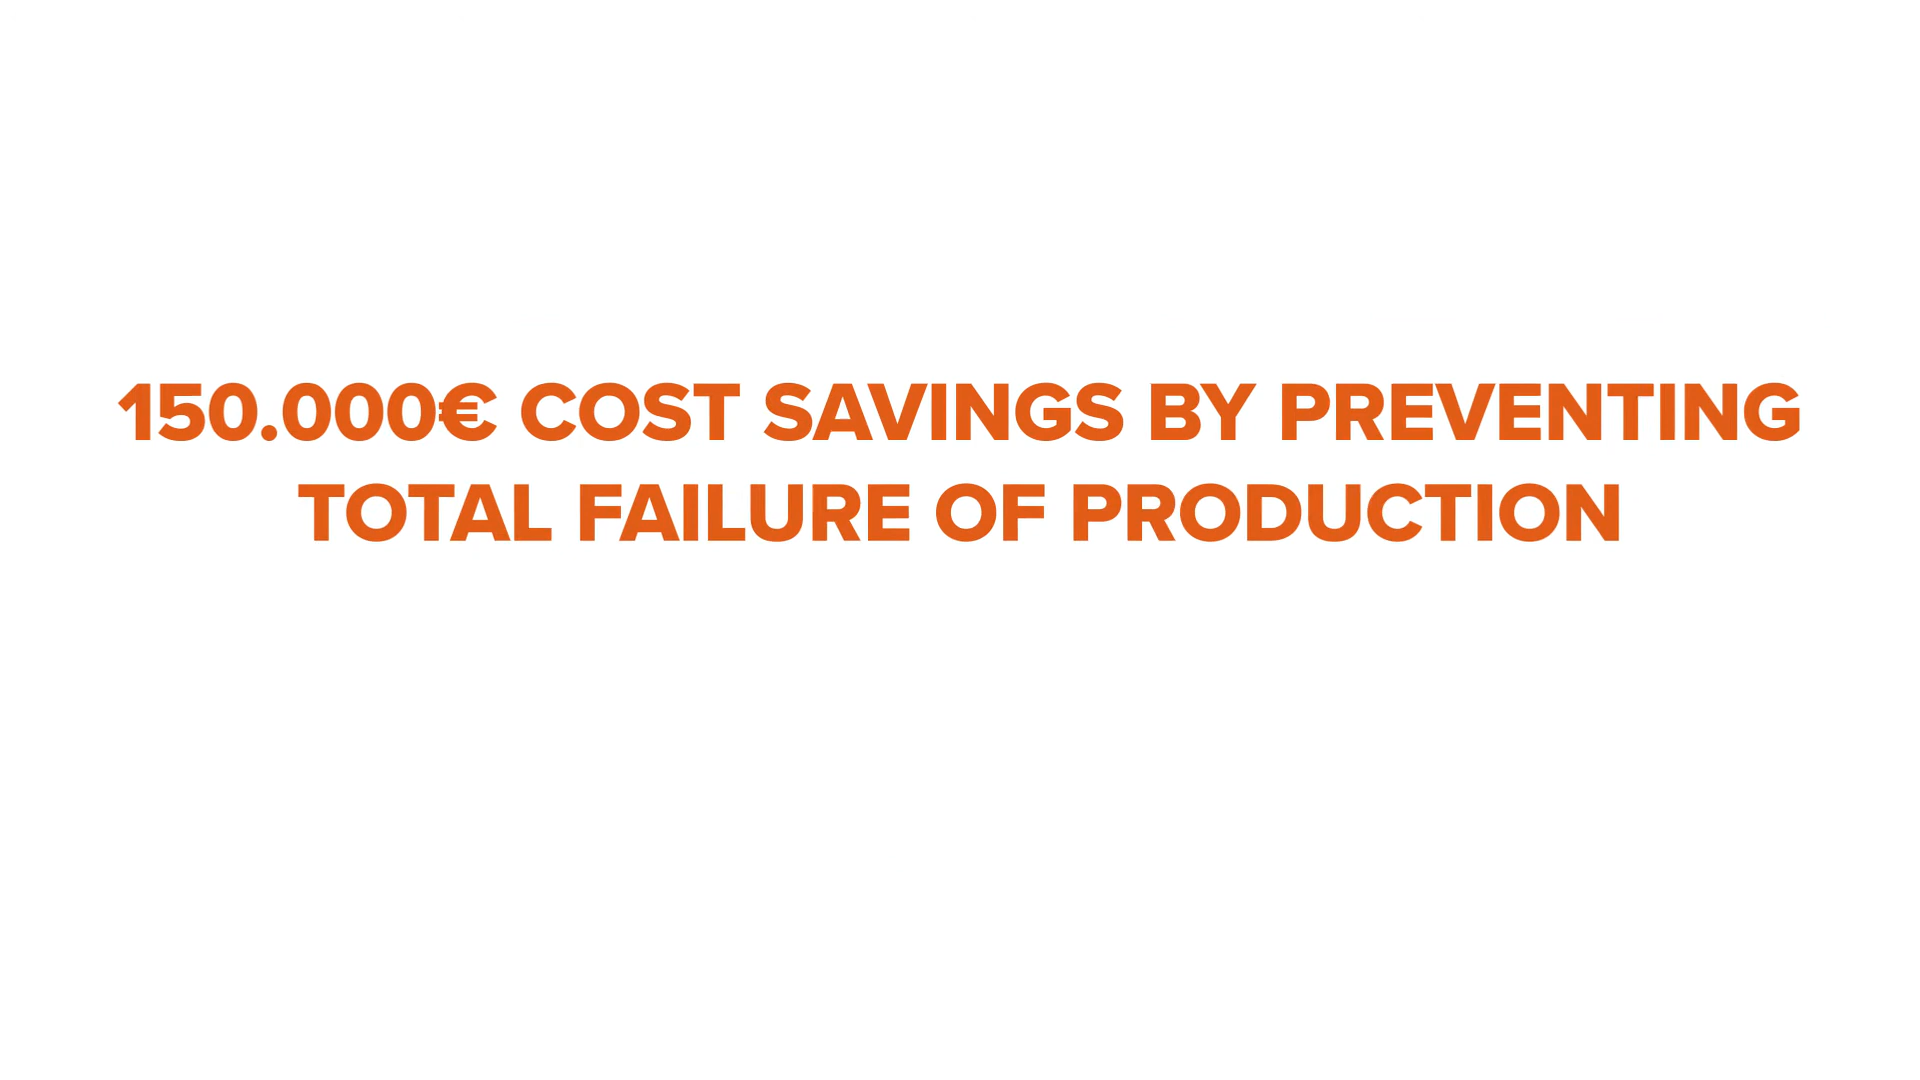 150.000€ COST SAVINGS BY PREVENTING
TOTAL FAILURE OF PRODUCTION